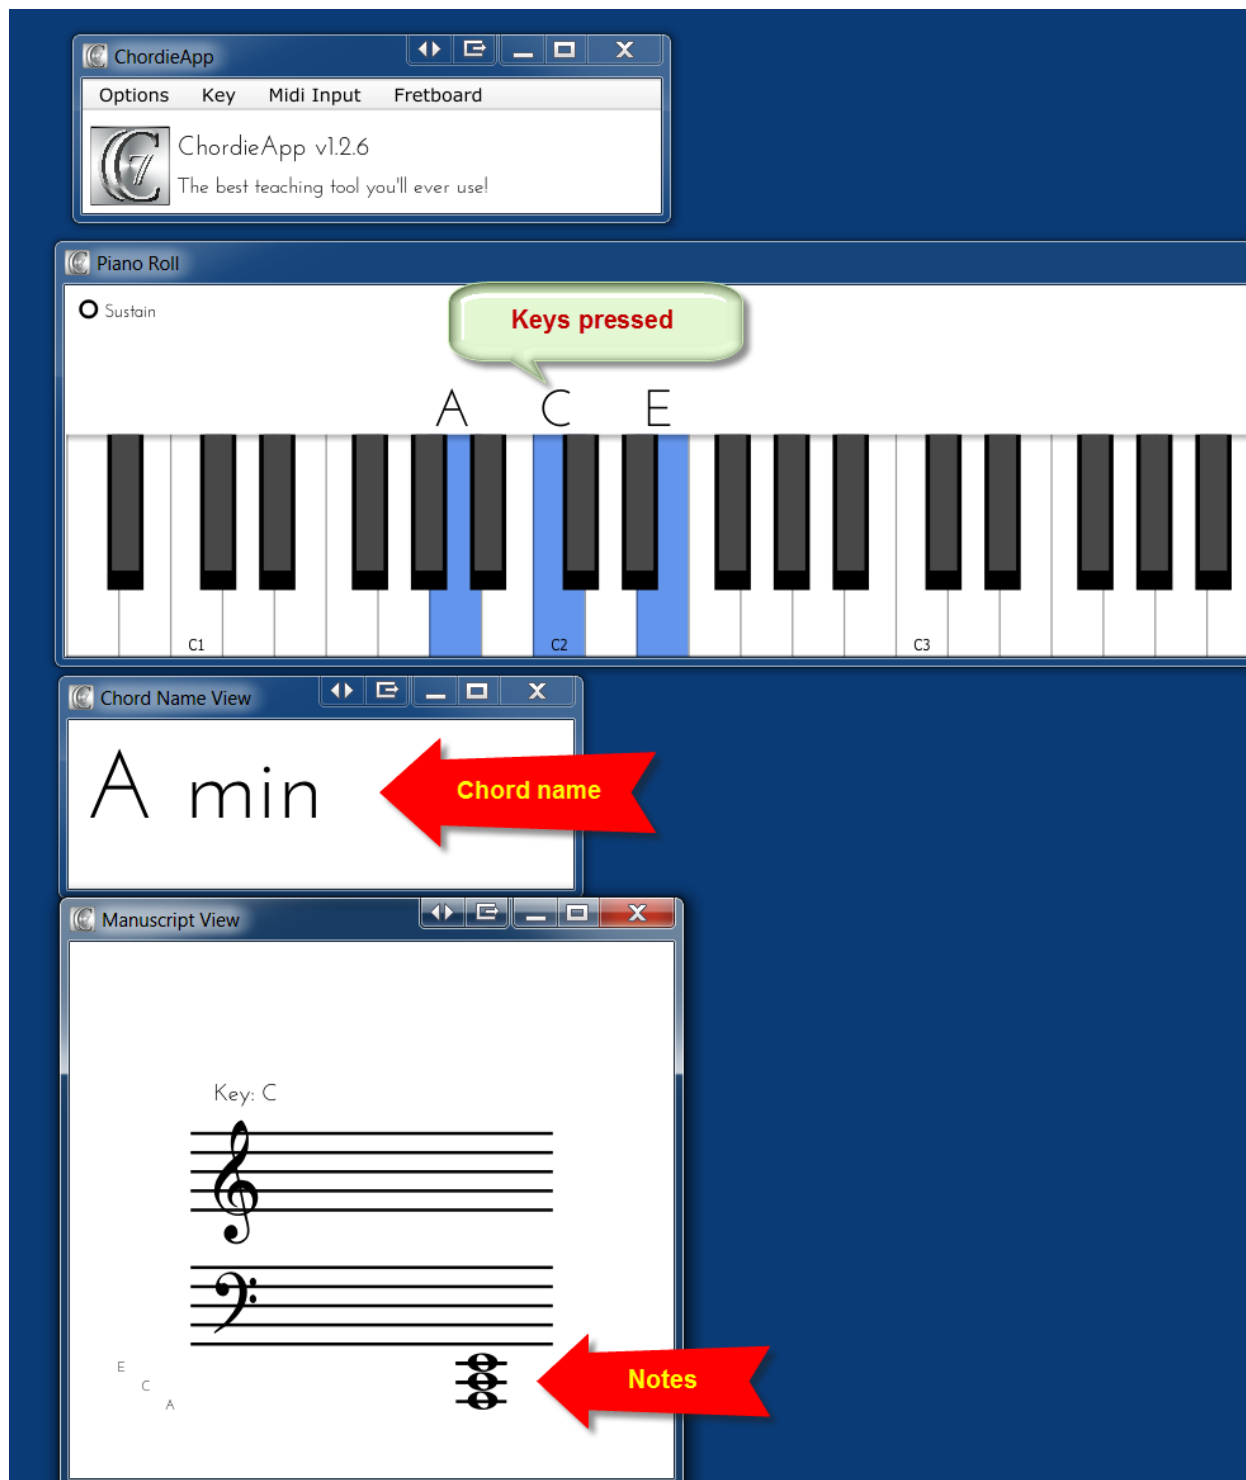 ChordieApp
Options Key Midi Input Fretboard
C7
ChordieApp v1.2.6
The best teaching tool you'll ever use!
Piano Roll
Sustain
Keys pressed
A C E
C1 C2 C3
Chord Name View
A min
Chord name
Manuscript View
Key: C
E
C
A
Notes